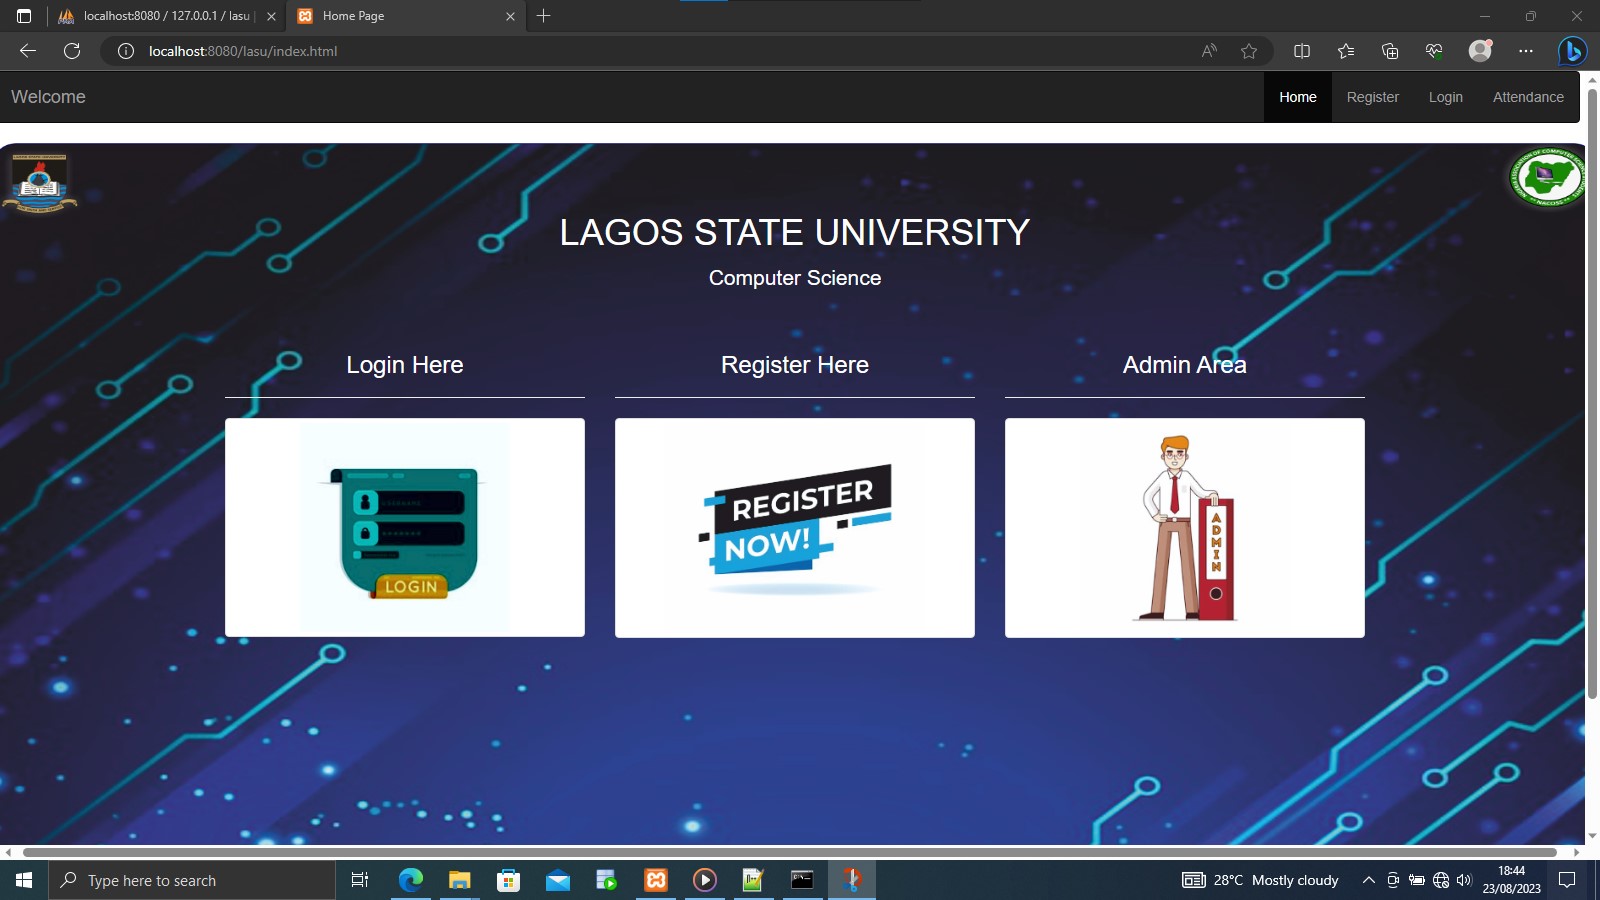 localhost:8080 / 127.0.0.1 / lasu |
Home Page
localhost:8080/lasu/index.html
Welcome
Home
Register
Login
Attendance
LAGOS STATE UNIVERSITY
Computer Science
Login Here
Register Here
Admin Area
LOGIN
REGISTER
NOW!
ADMIN
Type here to search
28°C Mostly cloudy
18:44
23/08/2023